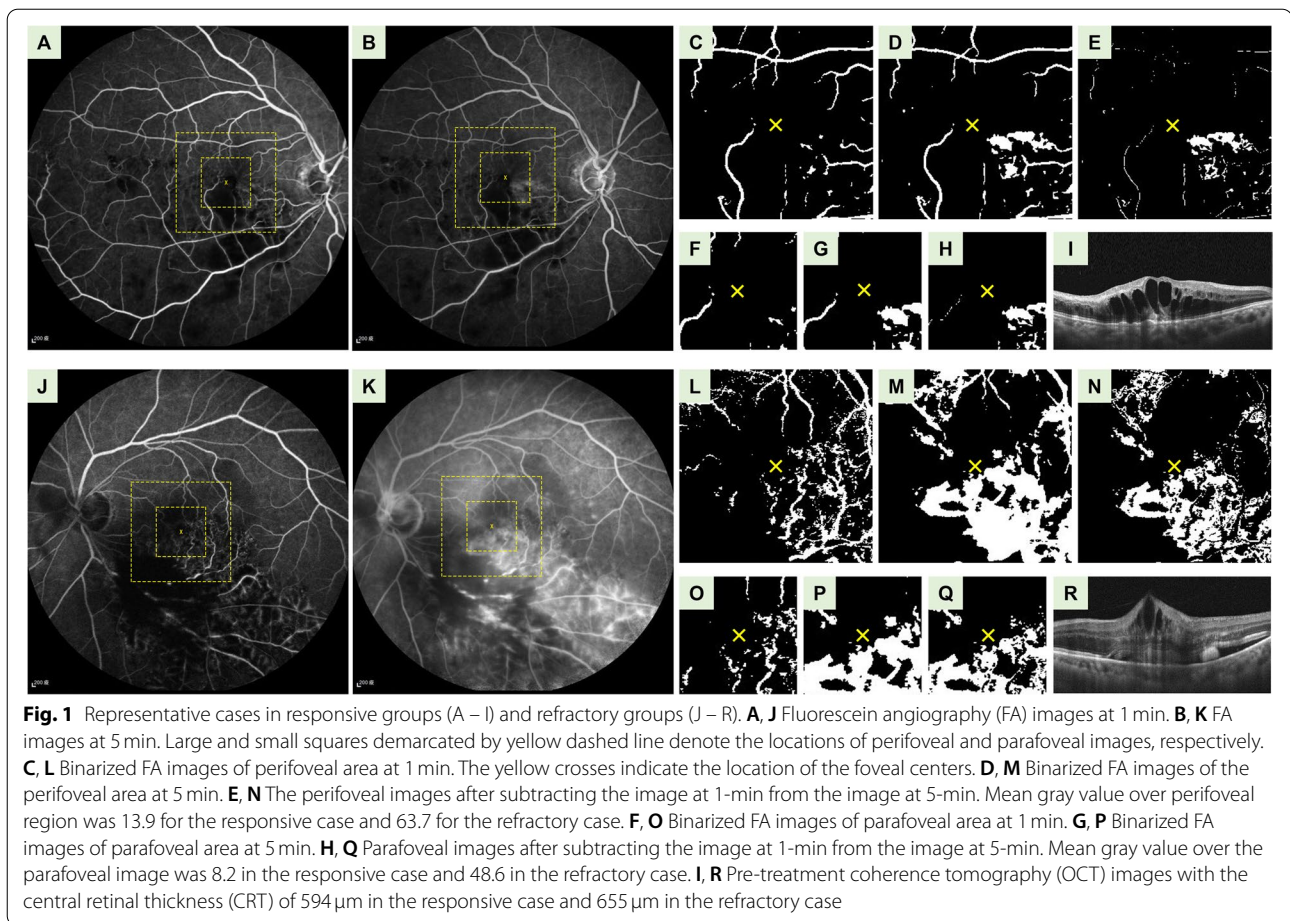 A
B
C
D
E
F
G
H
I
J
K
L
M
N
O
P
Q
R
Fig. 1 Representative cases in responsive groups (A – I) and refractory groups (J – R). A, J Fluorescein angiography (FA) images at 1 min. B, K FA
images at 5 min. Large and small squares demarcated by yellow dashed line denote the locations of perifoveal and parafoveal images, respectively.
C, L Binarized FA images of perifoveal area at 1 min. The yellow crosses indicate the location of the foveal centers. D, M Binarized FA images of the
perifoveal area at 5 min. E, N The perifoveal images after subtracting the image at 1-min from the image at 5-min. Mean gray value over perifoveal
region was 13.9 for the responsive case and 63.7 for the refractory case. F, O Binarized FA images of parafoveal area at 1 min. G, P Binarized FA
images of parafoveal area at 5 min. H, Q Parafoveal images after subtracting the image at 1-min from the image at 5-min. Mean gray value over the
parafoveal image was 8.2 in the responsive case and 48.6 in the refractory case. I, R Pre-treatment coherence tomography (OCT) images with the
central retinal thickness (CRT) of 594 μm in the responsive case and 655 μm in the refractory case